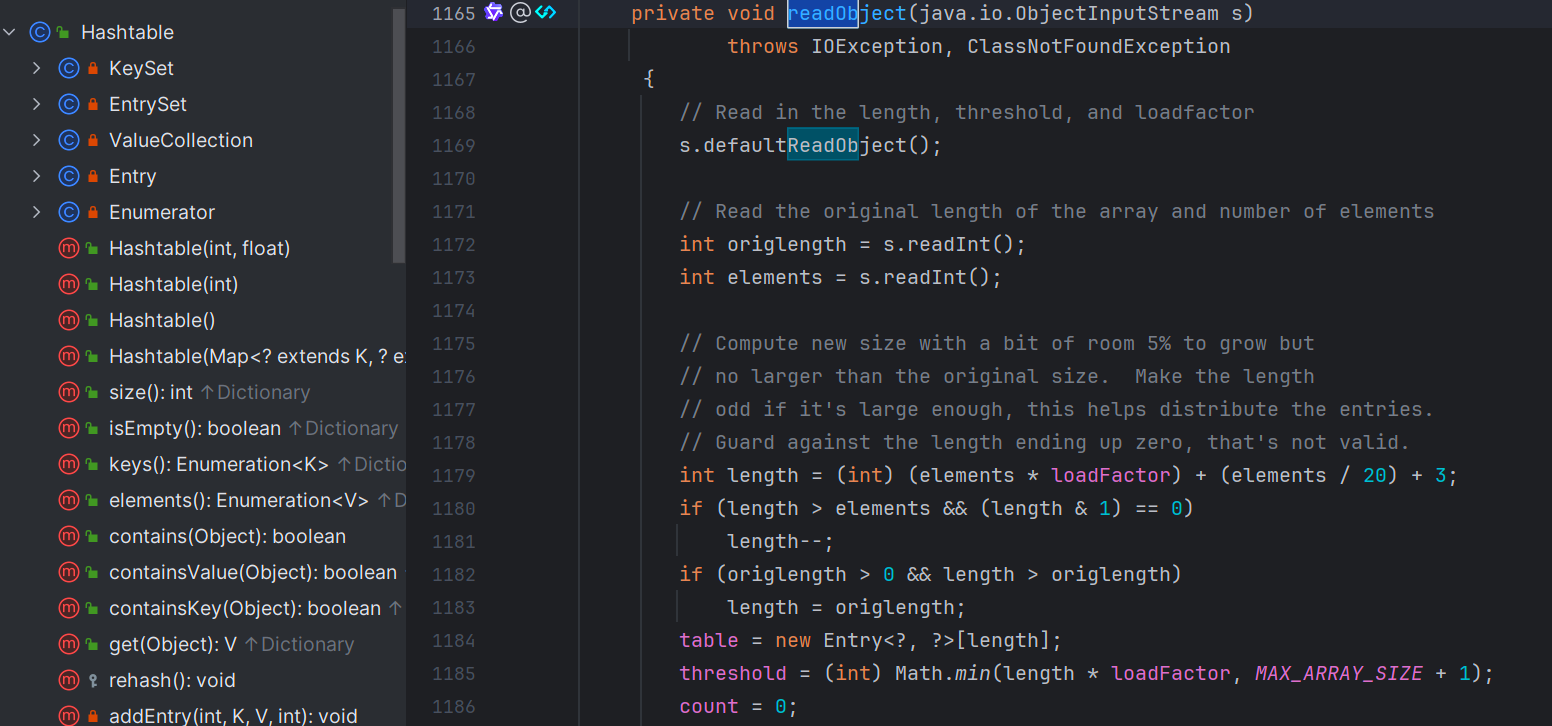 Hashtable
KeySet
EntrySet
ValueCollection
Entry
Enumerator
Hashtable(int, float)
Hashtable(int)
Hashtable()
Hashtable(Map<? extends K, ? e
size(): int ↑Dictionary
isEmpty(): boolean ↑Dictionary
keys(): Enumeration<K> ↑Dictio
elements(): Enumeration<V> ↑D
contains(Object): boolean
containsValue(Object): boolean
containsKey(Object): boolean ↑
get(Object): V ↑Dictionary
rehash(): void
addEntry(int, K, V, int): void
1165 private void readObject(java.io.ObjectInputStream s)
1166 throws IOException, ClassNotFoundException
1167 {
1168 // Read in the length, threshold, and loadfactor
1169 s.defaultReadObject();
1170
1171 // Read the original length of the array and number of elements
1172 int origlength = s.readInt();
1173 int elements = s.readInt();
1174
1175 // Compute new size with a bit of room 5% to grow but
1176 // no larger than the original size.  Make the length
1177 // odd if it's large enough, this helps distribute the entries.
1178 // Guard against the length ending up zero, that's not valid.
1179 int length = (int) (elements * loadFactor) + (elements / 20) + 3;
1180 if (length > elements && (length & 1) == 0)
1181 length--;
1182 if (origlength > 0 && length > origlength)
1183 length = origlength;
1184 table = new Entry<?, ?>[length];
1185 threshold = (int) Math.min(length * loadFactor, MAX_ARRAY_SIZE + 1);
1186 count = 0;